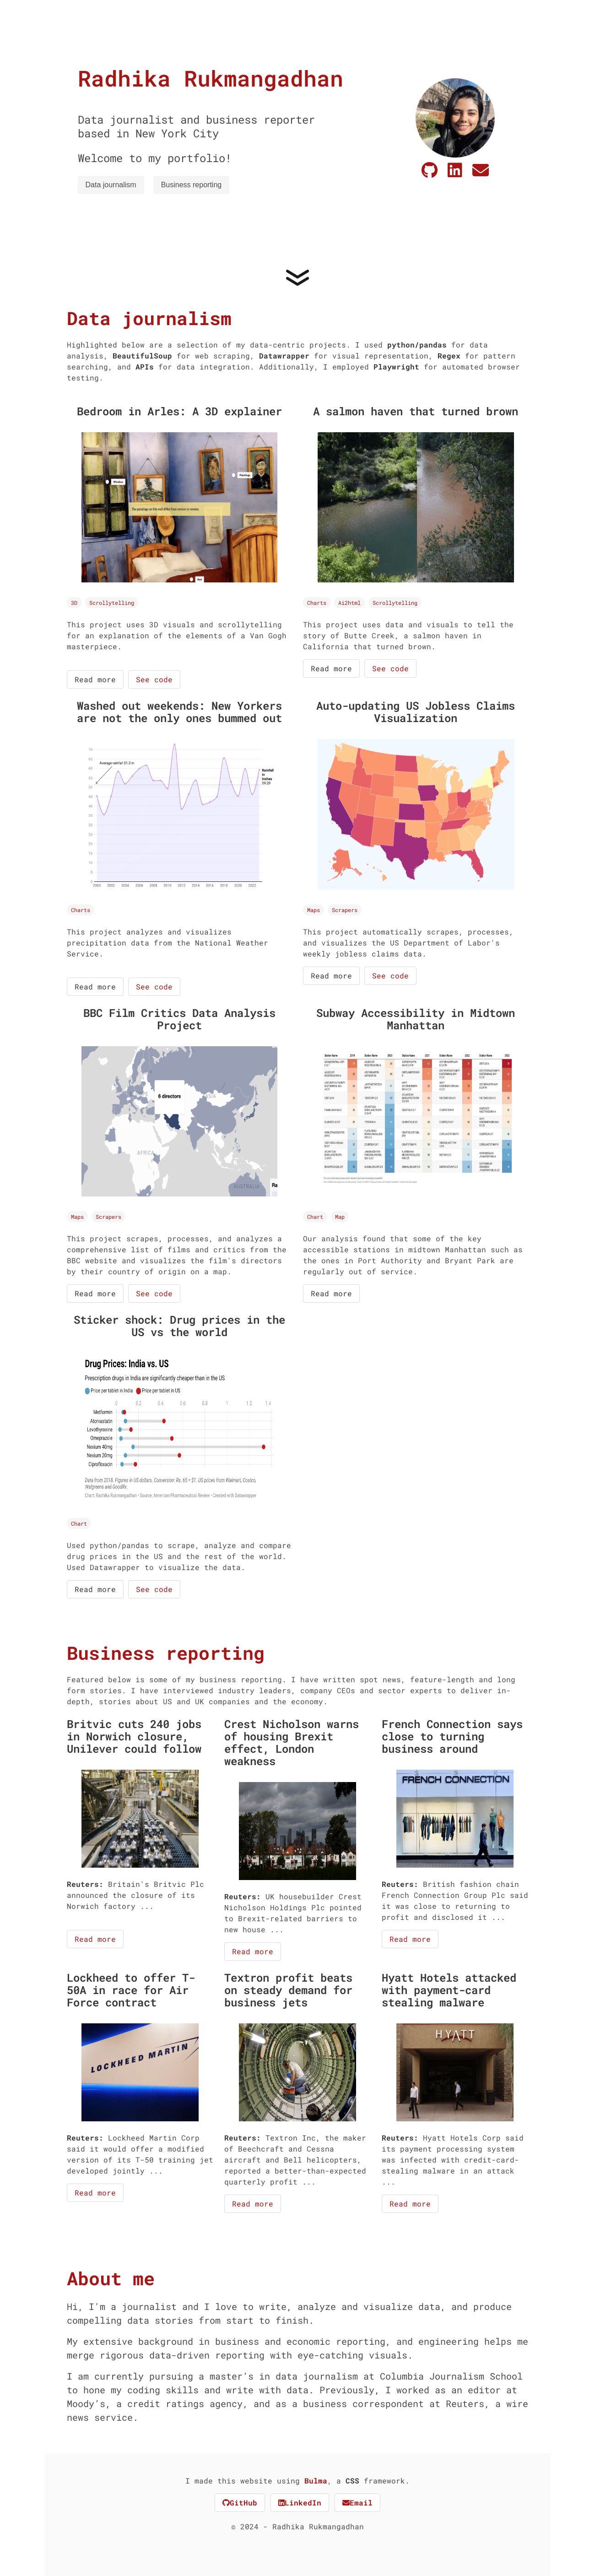 Radhika Rukmangadhan
Data journalist and business reporter
based in New York City
Welcome to my portfolio!
Data journalism
Business reporting
Data journalism
Highlighted below are a selection of my data-centric projects. I used python/pandas for data
analysis, BeautifulSoup for web scraping, Datawrapper for visual representation, Regex for pattern
searching, and APIs for data integration. Additionally, I employed Playwright for automated browser
testing.
Bedroom in Arles: A 3D explainer
3D
Scrollytelling
This project uses 3D visuals and scrollytelling
for an explanation of the elements of a Van Gogh
masterpiece.
Read more
See code
A salmon haven that turned brown
Charts
Ai2html
Scrollytelling
This project uses data and visuals to tell the
story of Butte Creek, a salmon haven in
California that turned brown.
Read more
See code
Washed out weekends: New Yorkers
are not the only ones bummed out
Charts
This project analyzes and visualizes
precipitation data from the National Weather
Service.
Read more
See code
Auto-updating US Jobless Claims
Visualization
Maps
Scrapers
This project automatically scrapes, processes,
and visualizes the US Department of Labor's
weekly jobless claims data.
Read more
See code
BBC Film Critics Data Analysis
Project
6 directors
AFRICA
AUSTRALIA
Maps
Scrapers
This project scrapes, processes, and analyzes a
comprehensive list of films and critics from the
BBC website and visualizes the film's directors
by their country of origin on a map.
Read more
See code
Subway Accessibility in Midtown
Manhattan
Chart
Map
Our analysis found that some of the key
accessible stations in midtown Manhattan such as
the ones in Port Authority and Bryant Park are
regularly out of service.
Read more
Sticker shock: Drug prices in the
US vs the world
Drug Prices: India vs. US
Prescription drugs in India are significantly cheaper than in the US
Price per tablet in India
Price per tablet in US
0 0.2 0.4 0.6 0.8 1 1.2 1.4
Metformin
Atorvastatin
Levothyroxine
Omeprazole
Nexium 40mg
Nexium 20mg
Ciprofloxacin
Chart
Used python/pandas to scrape, analyze and compare
drug prices in the US and the rest of the world.
Used Datawrapper to visualize the data.
Read more
See code
Business reporting
Featured below is some of my business reporting. I have written spot news, feature-length and long
form stories. I have interviewed industry leaders, company CEOs and sector experts to deliver in-
depth, stories about US and UK companies and the economy.
Britvic cuts 240 jobs
in Norwich closure,
Unilever could follow
Reuters: Britain's Britvic Plc
announced the closure of its
Norwich factory ...
Read more
Crest Nicholson warns
of housing Brexit
effect, London
weakness
Reuters: UK housebuilder Crest
Nicholson Holdings Plc pointed
to Brexit-related barriers to
new house ...
Read more
French Connection says
close to turning
business around
FRENCH CONNECTION
Reuters: British fashion chain
French Connection Group Plc said
it was close to returning to
profit and disclosed it ...
Read more
Lockheed to offer T-
50A in race for Air
Force contract
LOCKHEED MARTIN
Reuters: Lockheed Martin Corp
said it would offer a modified
version of its T-50 training jet
developed jointly ...
Read more
Textron profit beats
on steady demand for
business jets
Reuters: Textron Inc, the maker
of Beechcraft and Cessna
aircraft and Bell helicopters,
reported a better-than-expected
quarterly profit ...
Read more
Hyatt Hotels attacked
with payment-card
stealing malware
HYATT
Reuters: Hyatt Hotels Corp said
its payment processing system
was infected with credit-card-
stealing malware in an attack
...
Read more
About me
Hi, I'm a journalist and I love to write, analyze and visualize data, and produce
compelling data stories from start to finish.
My extensive background in business and economic reporting, and engineering helps me
merge rigorous data-driven reporting with eye-catching visuals.
I am currently pursuing a master’s in data journalism at Columbia Journalism School
to hone my coding skills and write with data. Previously, I worked as an editor at
Moody’s, a credit ratings agency, and as a business correspondent at Reuters, a wire
news service.
I made this website using Bulma, a CSS framework.
GitHub
LinkedIn
Email
© 2024 - Radhika Rukmangadhan